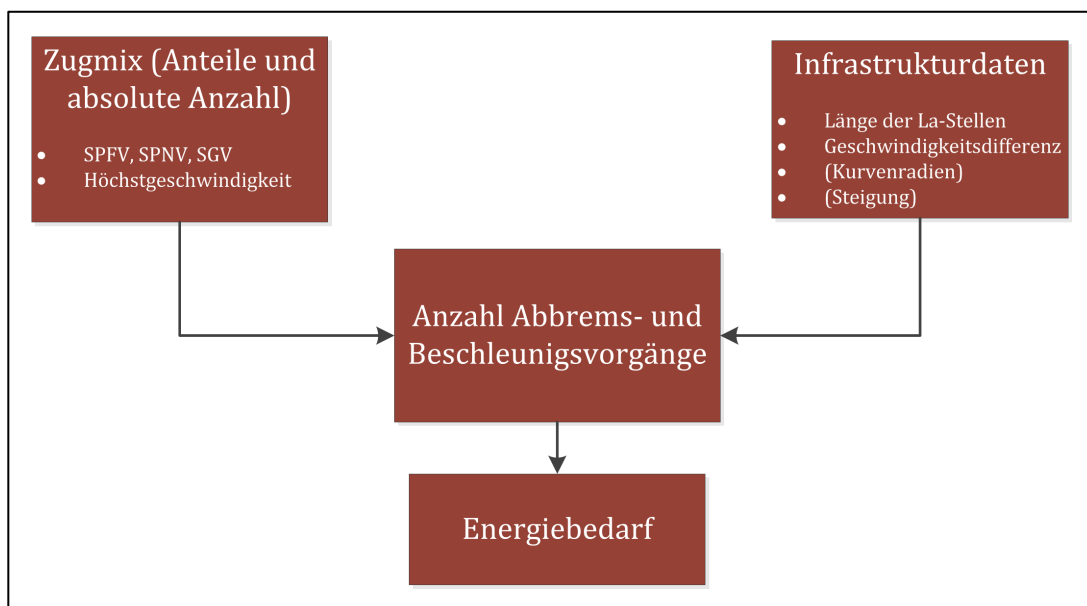 Zugmix (Anteile und
absolute Anzahl)
• SPFV, SPNV, SGV
• Höchstgeschwindigkeit
Infrastrukturdaten
• Länge der La-Stellen
• Geschwindigkeitsdifferenz
• (Kurvenradien)
• (Steigung)
Anzahl Abbrems- und
Beschleunigsvorgänge
Energiebedarf